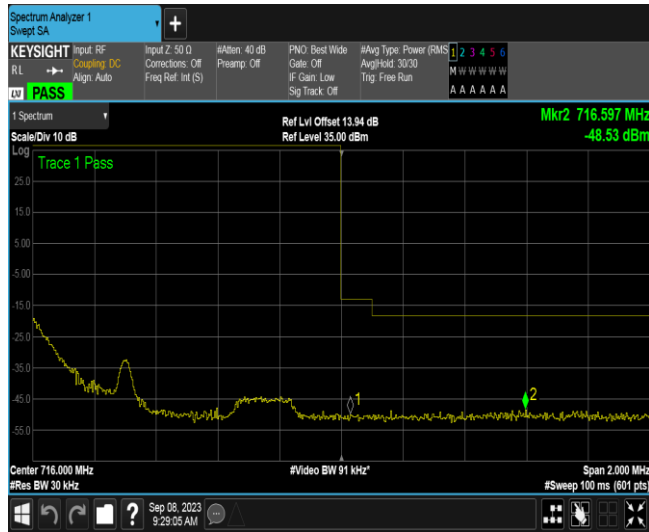 Spectrum Analyzer 1
Swept SA
+
KEYSIGHT
RL
LXI
PASS
Input: RF
Coupling: DC
Align: Auto
Input Z: 50 Ω
Corrections: Off
Freq Ref: Int (S)
#Atten: 40 dB
Preamp: Off
PNO: Best Wide
Gate: Off
IF Gain: Low
Sig Track: Off
#Avg Type: Power (RMS
Avg|Hold: 30/30
Trig: Free Run
1 2 3 4 5 6
M W W W W W
A A A A A A
1 Spectrum
Scale/Div 10 dB
Ref Lvl Offset 13.94 dB
Ref Level 35.00 dBm
Mkr2 716.597 MHz
-48.53 dBm
Log
Trace 1 Pass
25.0
15.0
5.00
-5.00
-15.0
-25.0
-35.0
-45.0
-55.0
1
2
Center 716.000 MHz
#Res BW 30 kHz
#Video BW 91 kHz*
Span 2.000 MHz
#Sweep 100 ms (601 pts)
?
Sep 08, 2023
9:29:05 AM